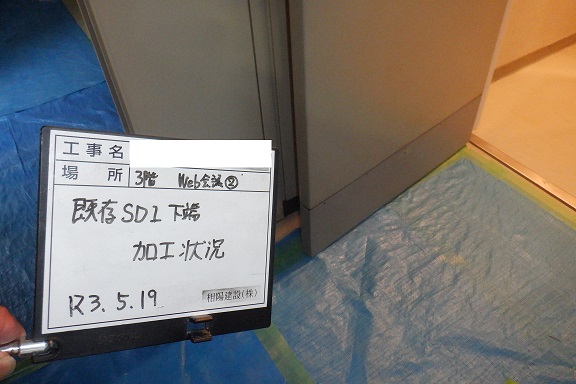 工事名
場所 3階 Web会議②
既存SD1下端
加工状況
R3.5.19 相陽建設(株)